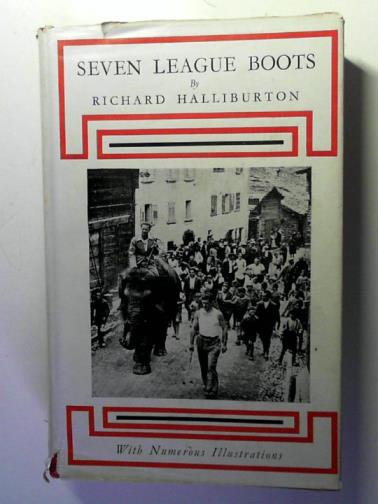 SEVEN LEAGUE BOOTS
By
RICHARD HALLIBURTON
With Numerous Illustrations